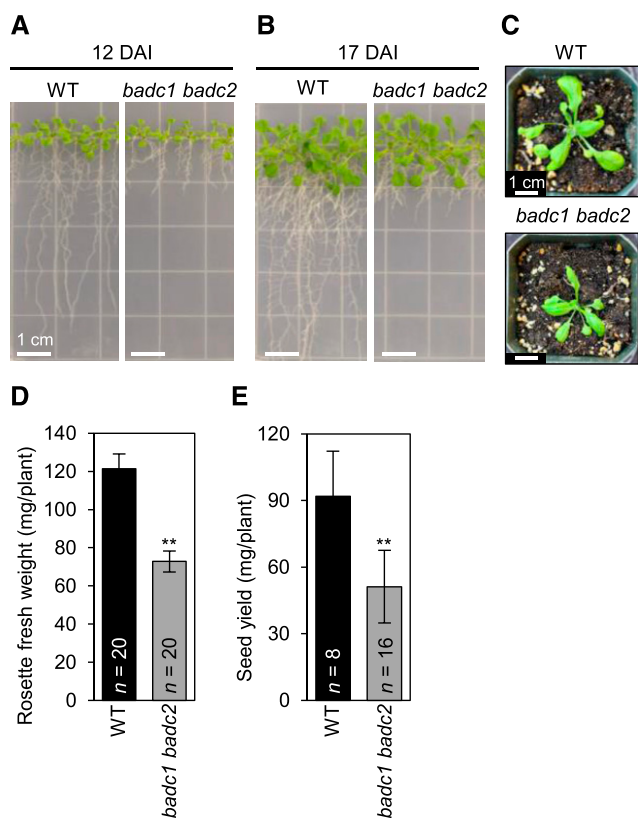 A
12 DAI
WT
badc1 badc2
1 cm
B
17 DAI
WT
badc1 badc2
C
WT
1 cm
badc1 badc2
D
Rosette fresh weight (mg/plant)
140
120
100
80
60
40
20
0
**
n = 20
n = 20
WT
badc1 badc2
E
Seed yield (mg/plant)
120
90
60
30
0
**
n = 8
n = 16
WT
badc1 badc2